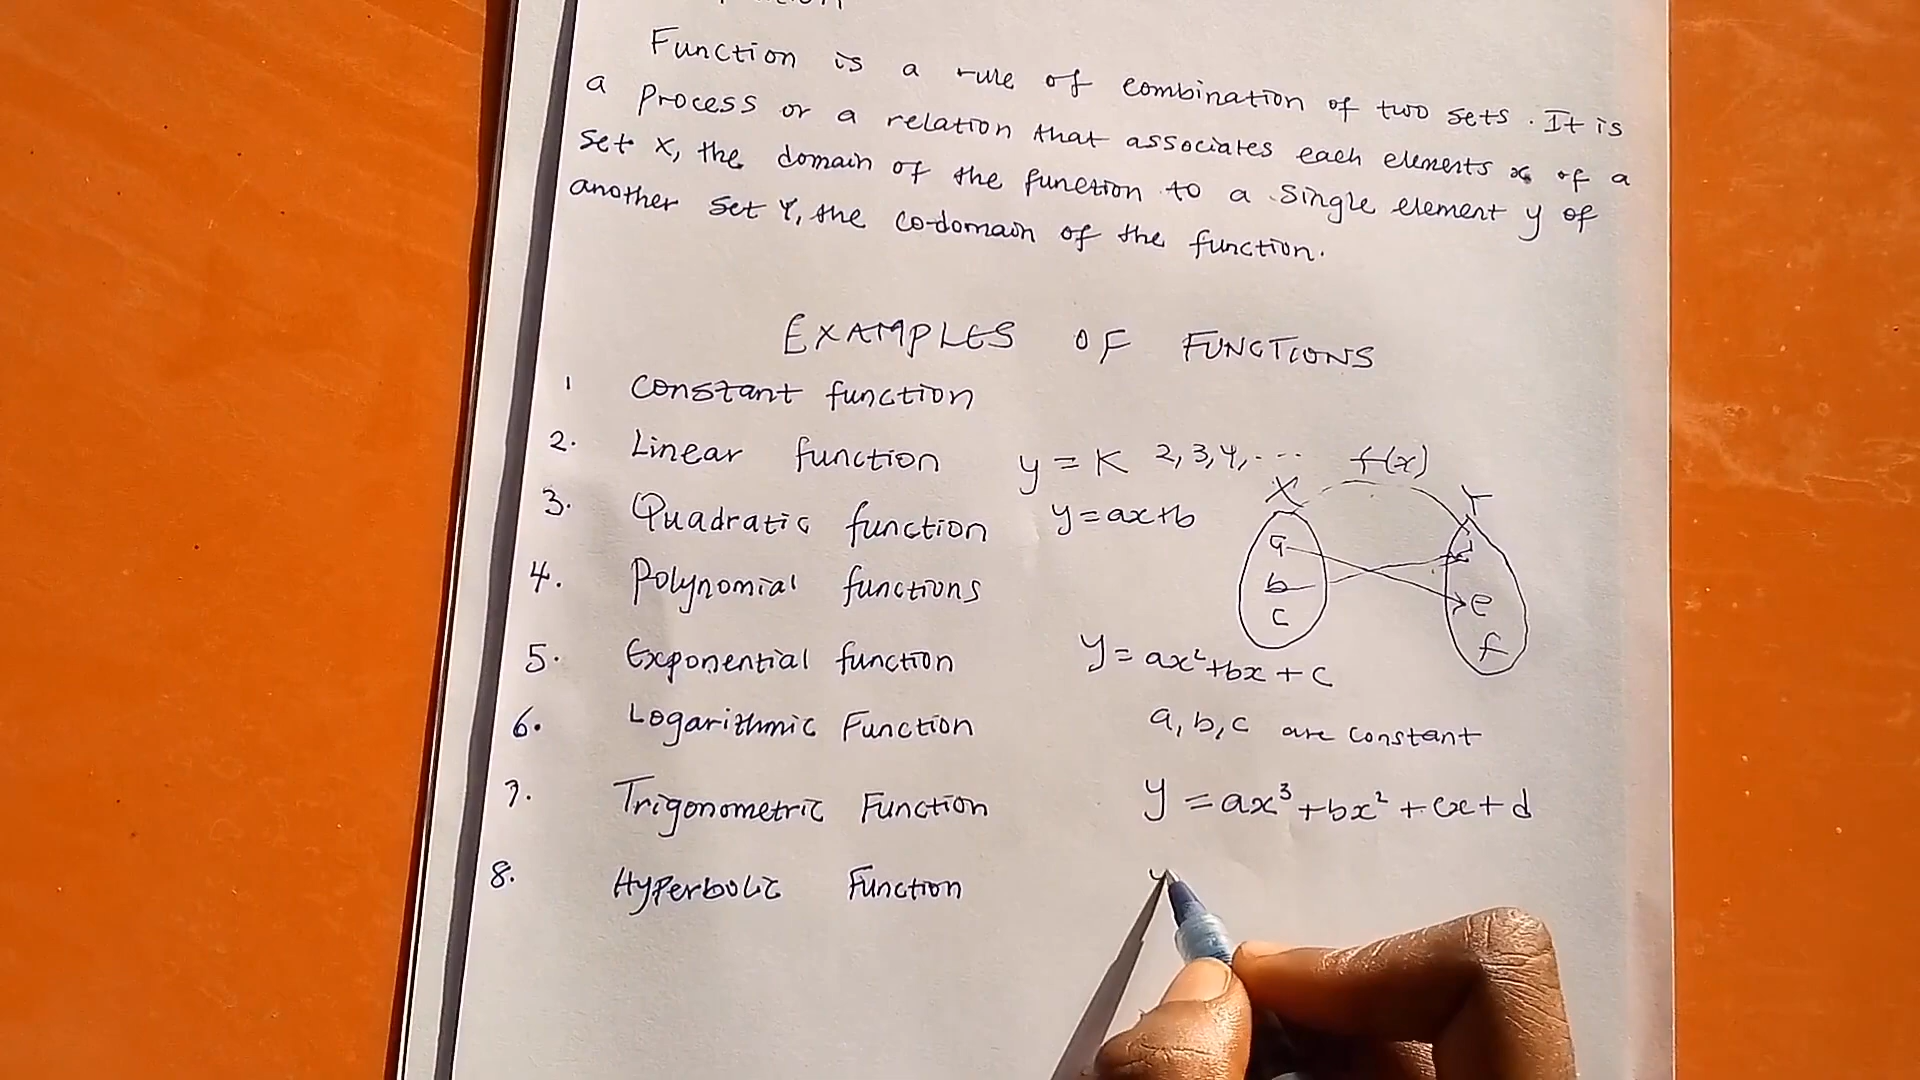 Function is a rule of combination of two sets. It is
a process or a relation that associates each elements x of a
set X, the domain of the function to a single element y of
another set Y, the co-domain of the function.
EXAMPLES OF FUNCTIONS
1 Constant function
2. Linear function y = K 2,3,4,... f(x)
3. Quadratic function y=ax+b
X Y
a
b e
c f
4. Polynomial functions
5. Exponential function y = ax²+bx+c
6. Logarithmic Function a,b,c are constant
7. Trigonometric Function y = ax³+bx²+cx+d
8. Hyperbolic Function y